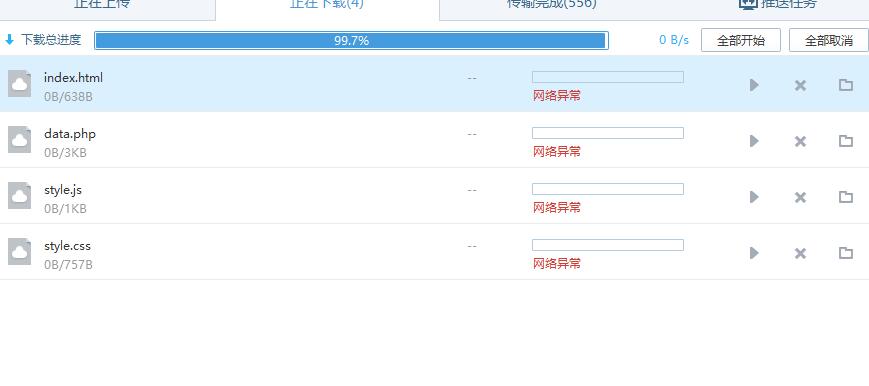 正在上传 正在下载(4) 传输完成(556) 推送任务
下载总进度 99.7% 0 B/s 全部开始 全部取消
index.html --
0B/638B 网络异常
data.php --
0B/3KB 网络异常
style.js --
0B/1KB 网络异常
style.css --
0B/757B 网络异常